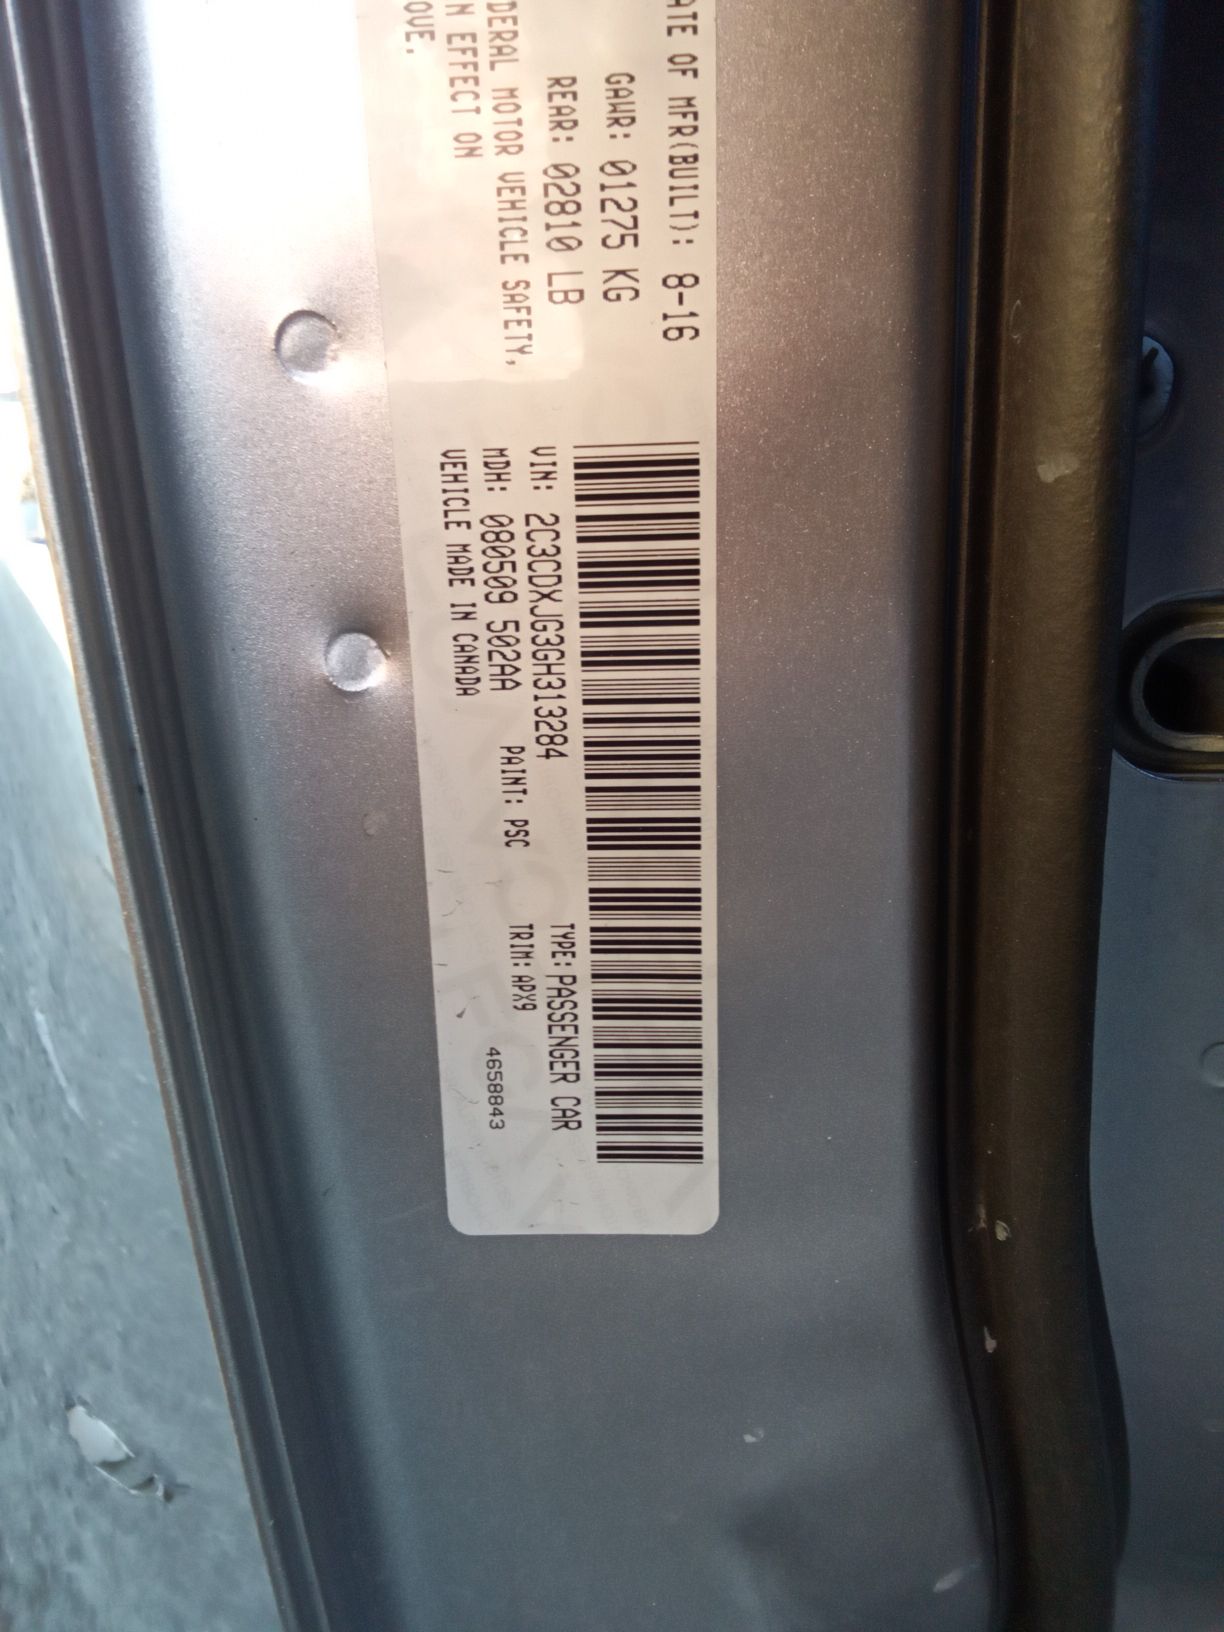 ATE OF MFR(BUILT): 8-16
GAWR: 01275 KG
REAR: 02810 LB
DERAL MOTOR VEHICLE SAFETY,
N EFFECT ON
OVE.
VIN: 2C3CDXJG3GH313284
TYPE: PASSENGER CAR
MDH: 080509 502AA
PAINT: PSC
TRIM: APX9
VEHICLE MADE IN CANADA
4658843